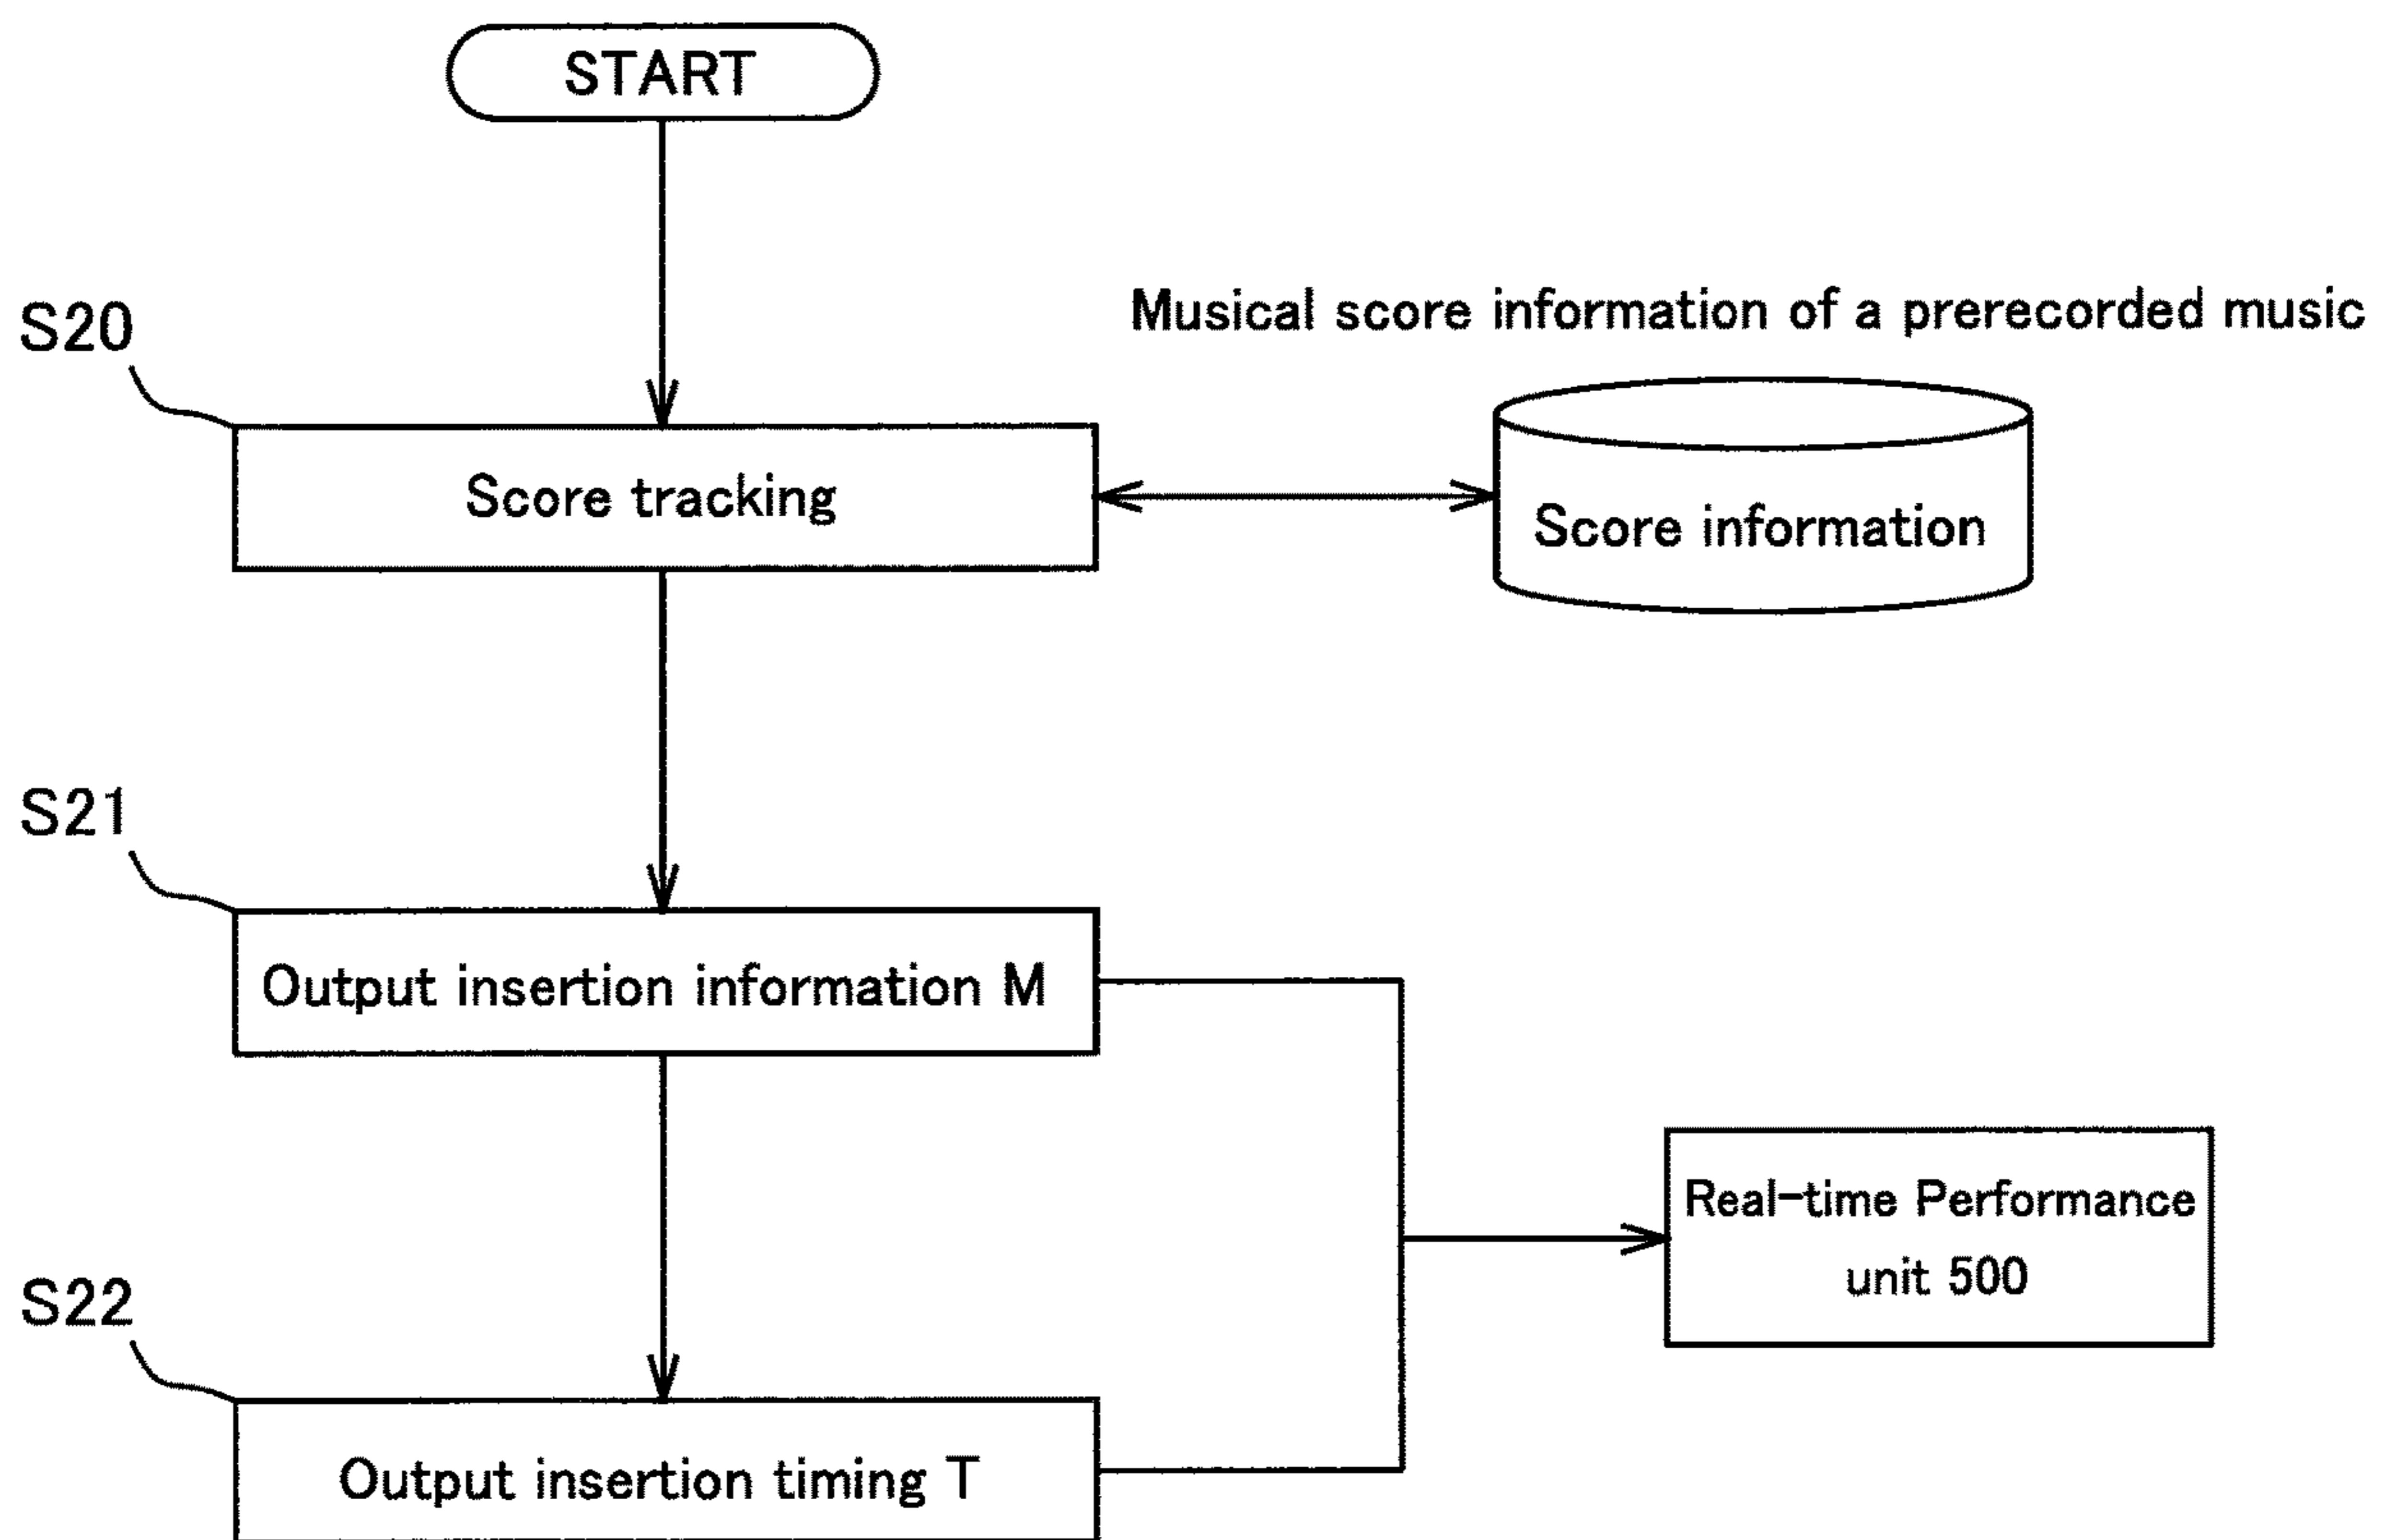 START
S20
Musical score information of a prerecorded music
Score tracking
Score information
S21
Output insertion information M
Real-time Performance
unit 500
S22
Output insertion timing T